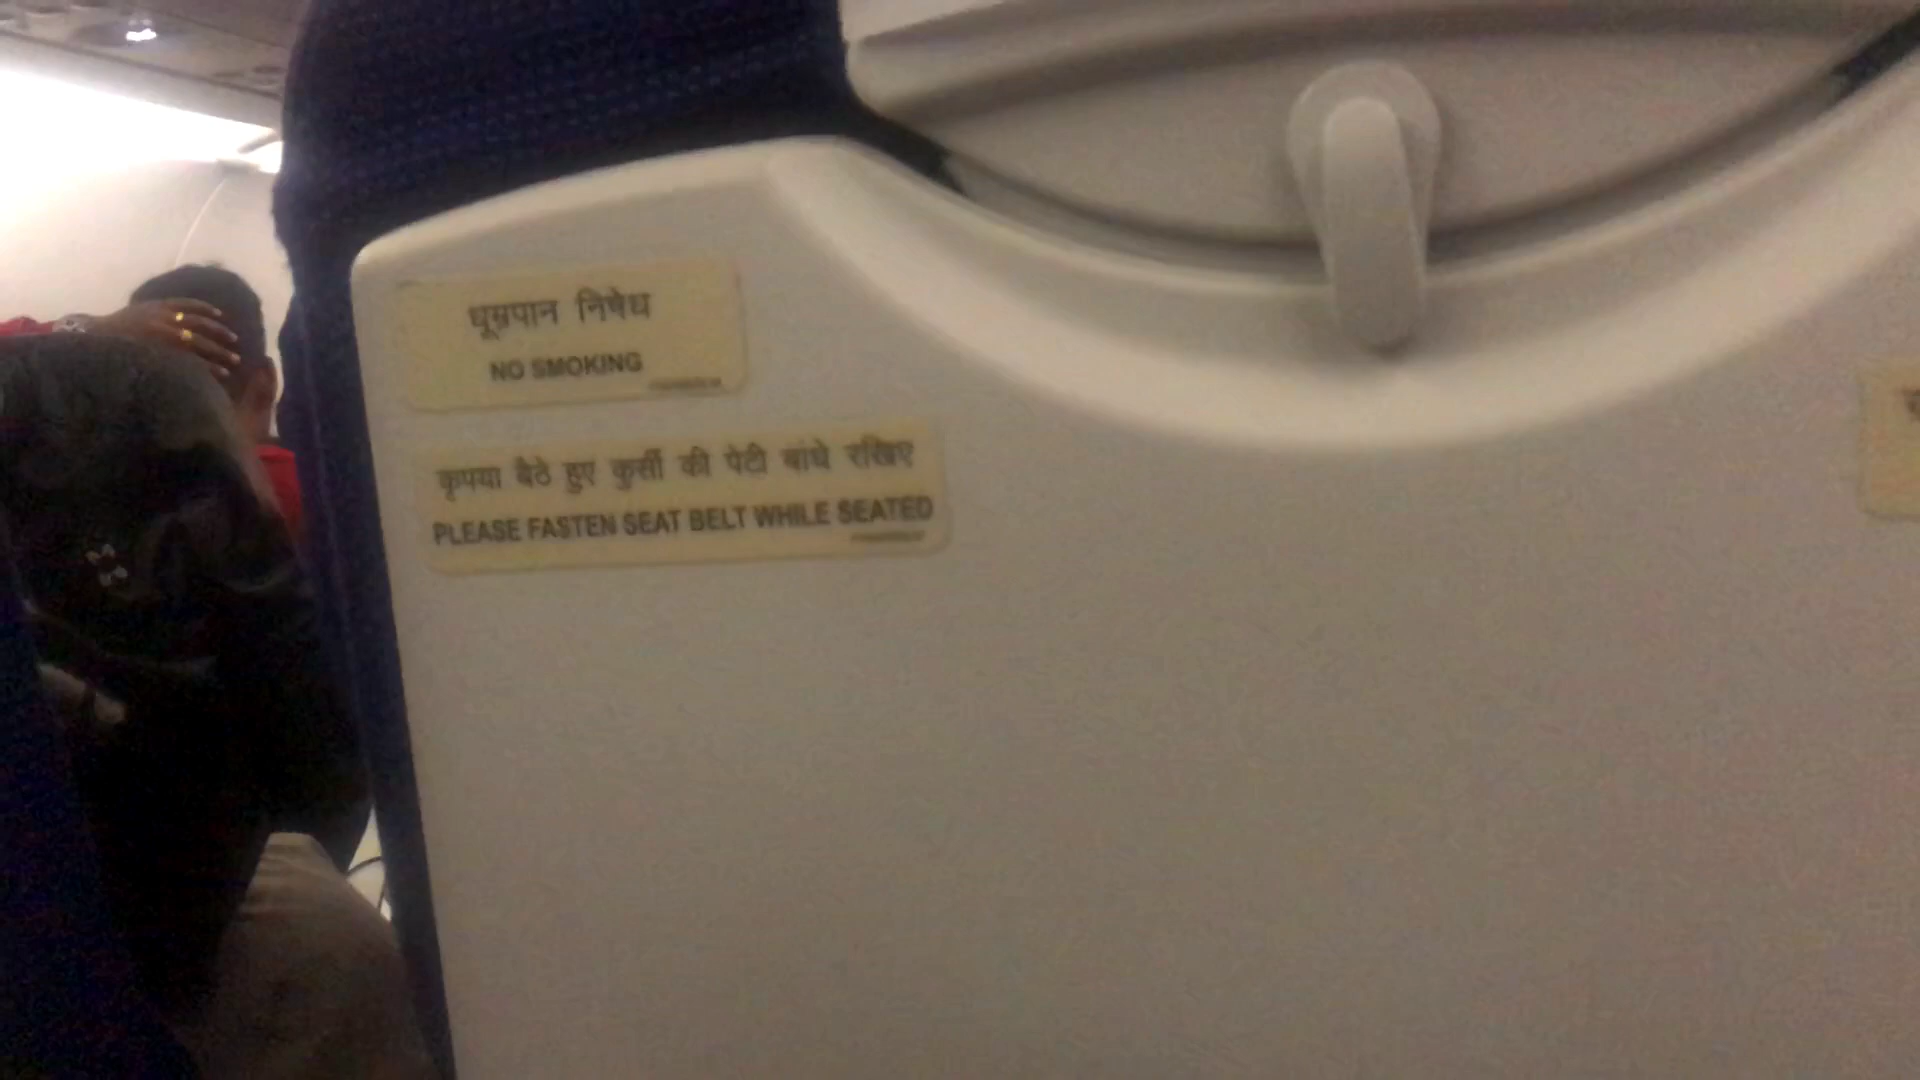 धूम्रपान निषेध
NO SMOKING
कृपया बैठे हुए कुर्सी की पेटी बांधे रखिए
PLEASE FASTEN SEAT BELT WHILE SEATED